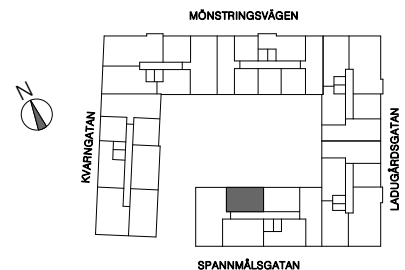 MÖNSTRINGSVÄGEN
N
KVARNGATAN
LADUGÅRDSGATAN
SPANNMÅLSGATAN